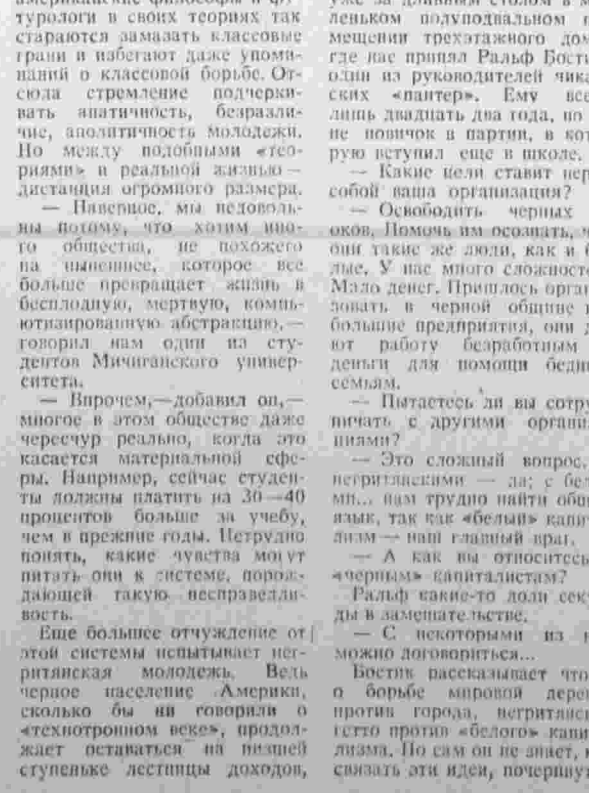 американские философы и фу-
турологи в своих теориях так
стараются замазать классовые
грани и избегают даже упоми-
наний о классовой борьбе. От-
сюда стремление подчерки-
вать апатичность, безразли-
чие, аполитичность молодежи.
Но между подобными «тео-
риями» и реальной жизнью —
дистанция огромного размера.
— Наверное, мы недоволь-
ны потому, что хотим ино-
го общества, не похожего
на нынешнее, которое все
больше превращает жизнь в
бесплодную, мертвую, компь-
ютизированную абстракцию,—
говорил нам один из сту-
дентов Мичиганского универ-
ситета.
— Впрочем,—добавил он,—
многое в этом обществе даже
чересчур реально, когда это
касается материальной сфе-
ры. Например, сейчас студен-
ты должны платить на 30—40
процентов больше за учебу,
чем в прежние годы. Нетрудно
понять, какие чувства могут
питать они к системе, порож-
дающей такую несправедли-
вость.
Еще большее отчуждение от
этой системы испытывает нег-
ритянская молодежь. Ведь
черное население Америки,
сколько бы ни говорили о
«технотронном веке», продол-
жает оставаться на низшей
ступеньке лестницы доходов,
уже за длинным столом в м
леньком полуподвальном п
мещении трехэтажного дом
где нас принял Ральф Бости
один из руководителей чика
ских «пантер». Ему все
лишь двадцать два года, но
не новичок в партии, в кот
рую вступил еще в школе.
— Какие цели ставит пер
собой ваша организация?
— Освободить черных
оков. Помочь им осознать, ч
они такие же люди, как и б
лые. У нас много сложносте
Мало денег. Пришлось орган
зовать в черной общине н
большие предприятия, они д
ют работу безработным
деньги для помощи бедн
семьям.
— Пытаетесь ли вы сотру
ничать с другими органи
циями?
— Это сложный вопрос.
негритянскими — да; с бел
ми... нам трудно найти общ
язык, так как «белый» капи
лизм — наш главный враг.
— А как вы относитесь
«черным» капиталистам?
Ральф какие-то доли сек
ды в замешательстве.
— С некоторыми из н
можно договориться...
Бостик рассказывает что
о борьбе мировой дерев
против города, негритянс
гетто против «белого» капи
лизма. Но сам он не знает, к
связать эти идеи, почерпнут